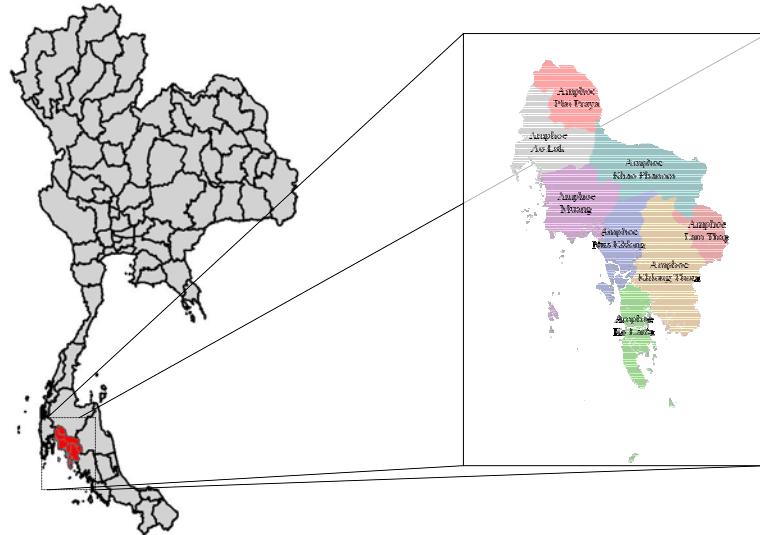 Amphoe
Plai Praya
Amphoe
Ao Luk
Amphoe
Khao Phanom
Amphoe
Muang
Amphoe
Lam Thap
Amphoe
Nua Khlong
Amphoe
Khlong Thom
Amphoe
Ko Lanta